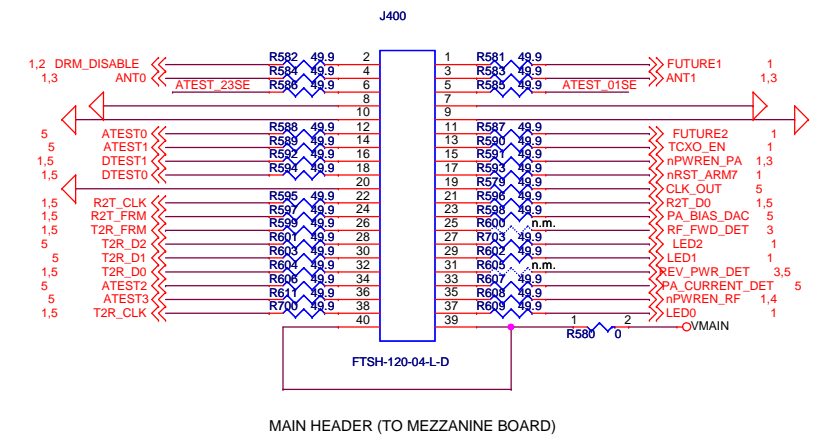 J400
1,2 DRM_DISABLE R582 49.9 2 1 R581 49.9 FUTURE1 1
1,3 ANT0 R584 49.9 4 3 R583 49.9 ANT1 1,3
ATEST_23SE R586 49.9 6 5 R585 49.9 ATEST_01SE
8 7
10 9
5 ATEST0 R588 49.9 12 11 R587 49.9 FUTURE2 1
5 ATEST1 R589 49.9 14 13 R590 49.9 TCXO_EN 1
1,5 DTEST1 R592 49.9 16 15 R591 49.9 nPWREN_PA 1,3
1,5 DTEST0 R594 49.9 18 17 R593 49.9 nRST_ARM7 1
20 19 R579 49.9 CLK_OUT 5
1,5 R2T_CLK R595 49.9 22 21 R596 49.9 R2T_D0 1,5
1,5 R2T_FRM R597 49.9 24 23 R598 49.9 PA_BIAS_DAC 5
1,5 T2R_FRM R599 49.9 26 25 R600 n.m. RF_FWD_DET 3
5 T2R_D2 R601 49.9 28 27 R703 49.9 LED2 1
5 T2R_D1 R603 49.9 30 29 R602 49.9 LED1 1
1,5 T2R_D0 R604 49.9 32 31 R605 n.m. REV_PWR_DET 3,5
5 ATEST2 R606 49.9 34 33 R607 49.9 PA_CURRENT_DET 5
5 ATEST3 R611 49.9 36 35 R608 49.9 nPWREN_RF 1,4
1,5 T2R_CLK R700 49.9 38 37 R609 49.9 LED0 1
40 39 1 R580 0 2 VMAIN
FTSH-120-04-L-D
MAIN HEADER (TO MEZZANINE BOARD)